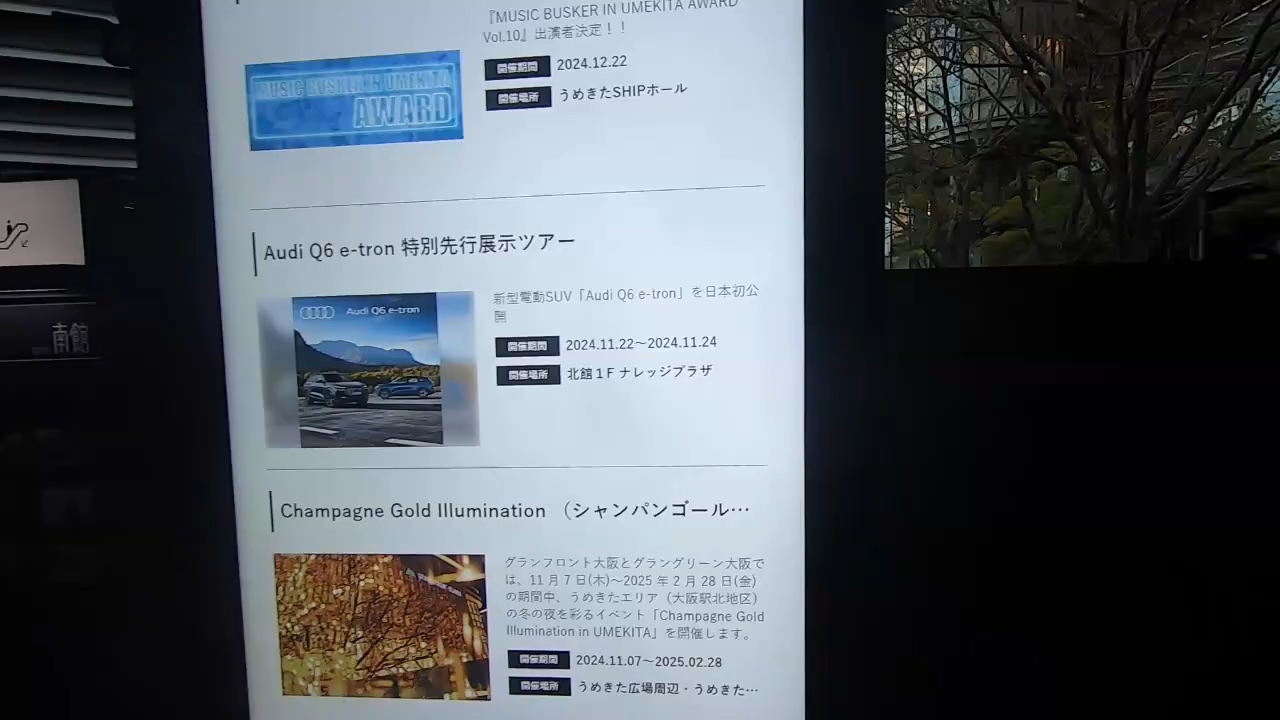 『MUSIC BUSKER IN UMEKITA AWARD
Vol.10』出演者決定！！
MUSIC BUSKER IN UMEKITA
AWARD
開催期間 2024.12.22
開催場所 うめきたSHIPホール
Audi Q6 e-tron 特別先行展示ツアー
Audi Q6 e-tron
新型電動SUV「Audi Q6 e-tron」を日本初公
開
開催期間 2024.11.22〜2024.11.24
開催場所 北館１F ナレッジプラザ
南館
Champagne Gold Illumination （シャンパンゴール…
グランフロント大阪とグラングリーン大阪で
は、11 月 7 日(木)〜2025 年 2 月 28 日(金)
の期間中、うめきたエリア（大阪駅北地区）
の冬の夜を彩るイベント「Champagne Gold
Illumination in UMEKITA」を開催します。
開催期間 2024.11.07〜2025.02.28
開催場所 うめきた広場周辺・うめきた…